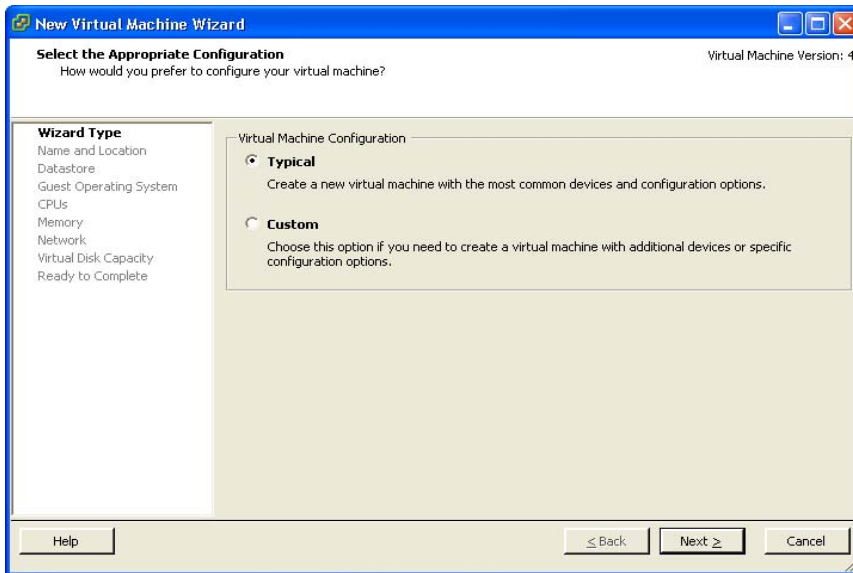 New Virtual Machine Wizard
Select the Appropriate Configuration
How would you prefer to configure your virtual machine?
Virtual Machine Version: 4
Wizard Type
Name and Location
Datastore
Guest Operating System
CPUs
Memory
Network
Virtual Disk Capacity
Ready to Complete
Virtual Machine Configuration
Typical
Create a new virtual machine with the most common devices and configuration options.
Custom
Choose this option if you need to create a virtual machine with additional devices or specific
configuration options.
Help
< Back
Next >
Cancel